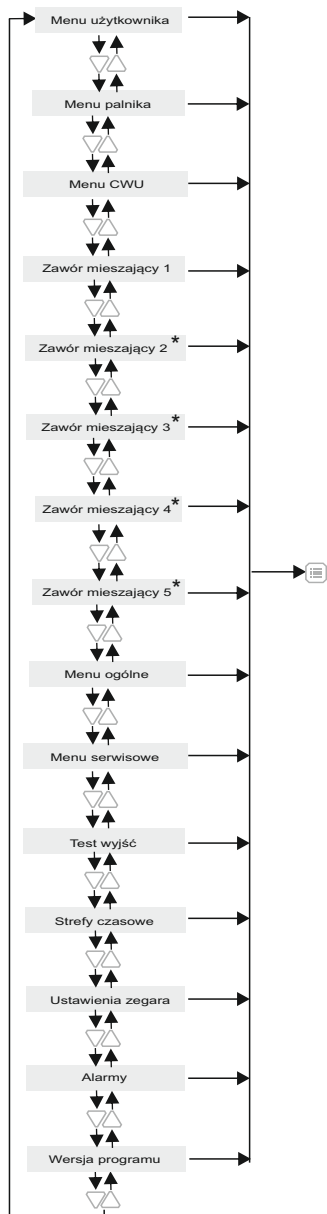 Menu użytkownika
Menu palnika
Menu CWU
Zawór mieszający 1
Zawór mieszający 2*
Zawór mieszający 3*
Zawór mieszający 4*
Zawór mieszający 5*
Menu ogólne
Menu serwisowe
Test wyjść
Strefy czasowe
Ustawienia zegara
Alarmy
Wersja programu